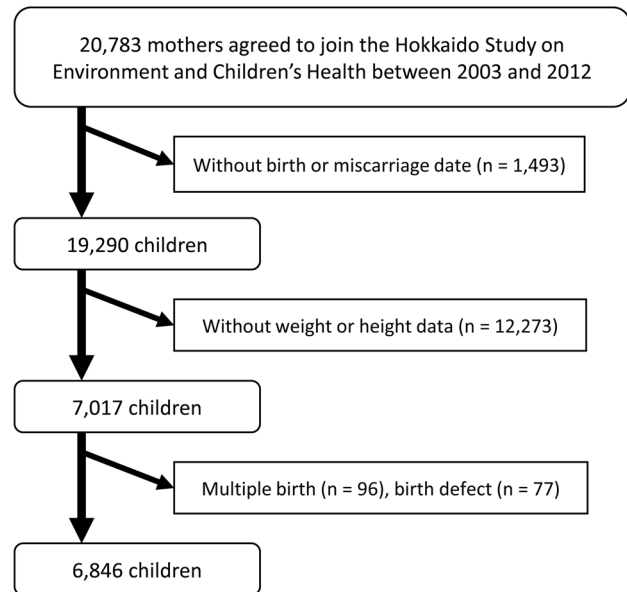 20,783 mothers agreed to join the Hokkaido Study on
Environment and Children’s Health between 2003 and 2012
Without birth or miscarriage date (n = 1,493)
19,290 children
Without weight or height data (n = 12,273)
7,017 children
Multiple birth (n = 96), birth defect (n = 77)
6,846 children